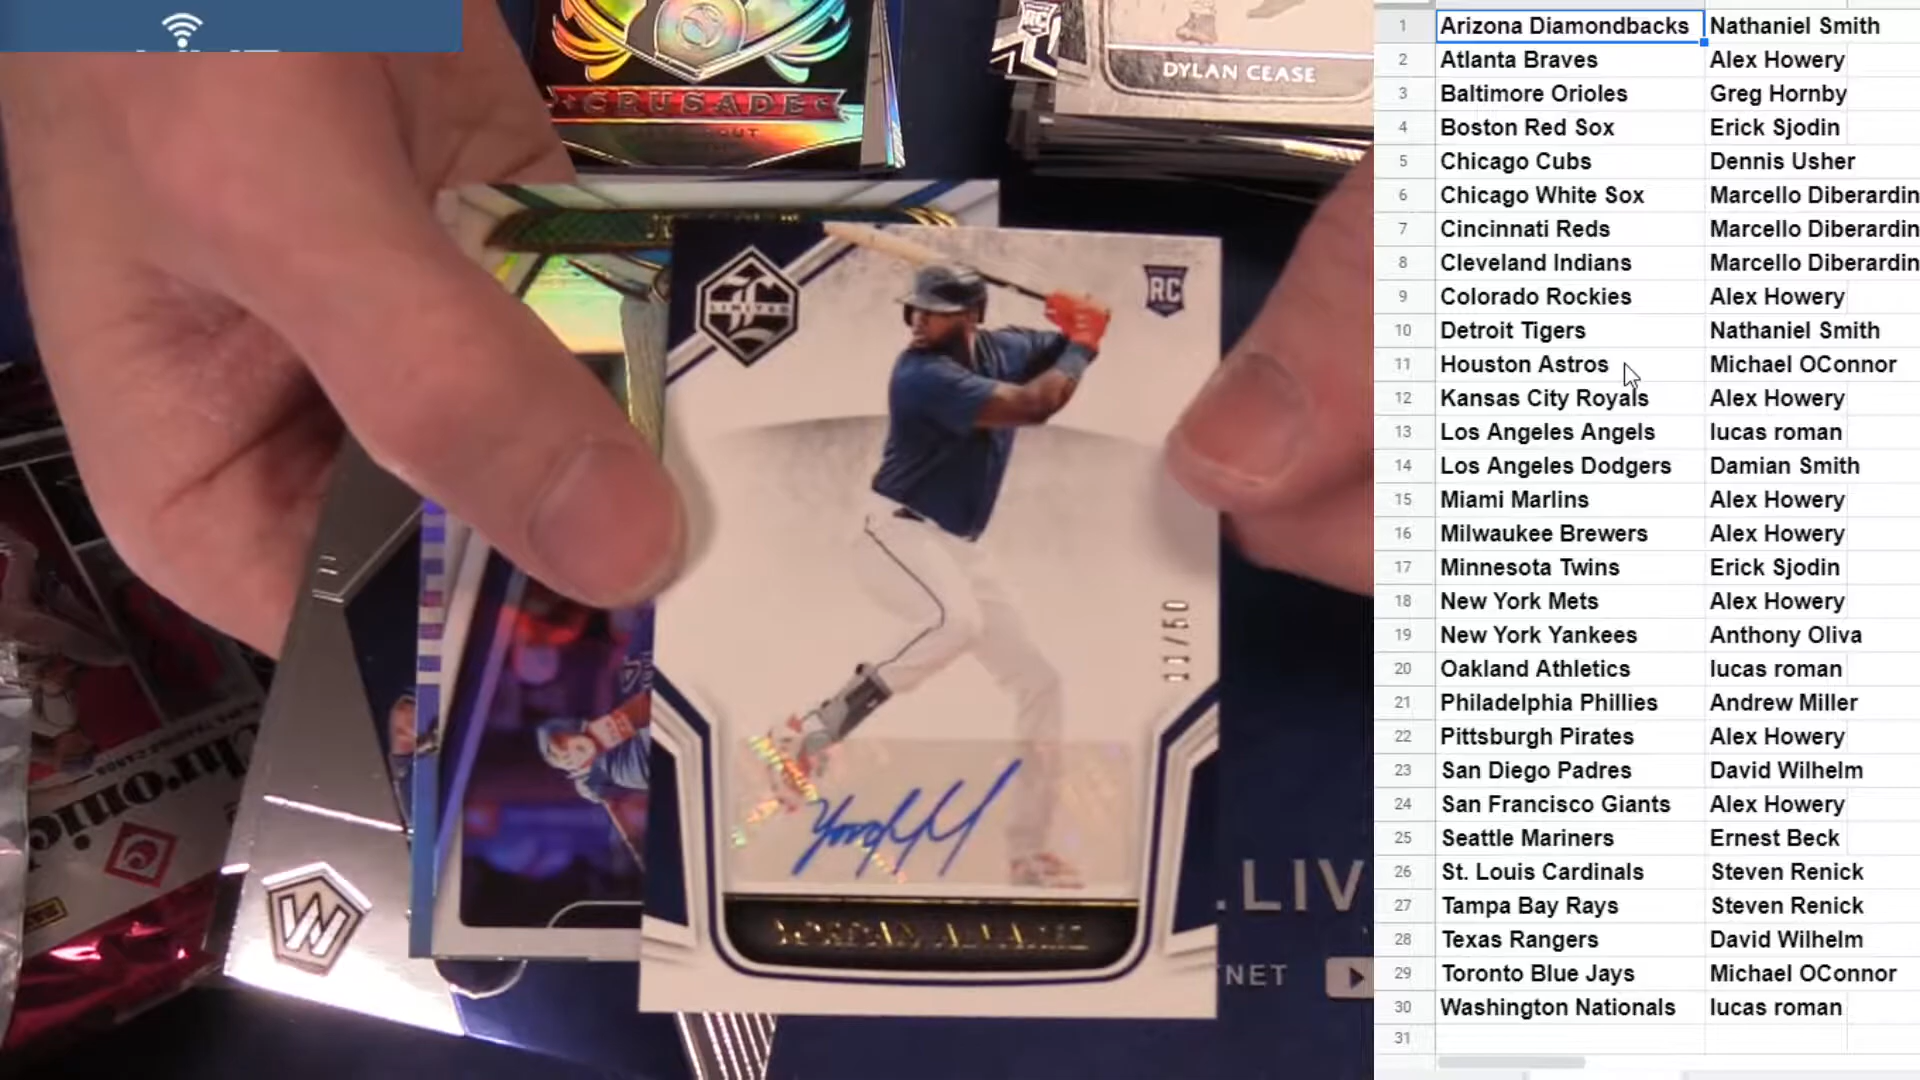 CRUSADE
DYLAN CEASE
RC
LIMITED
RC
11/50
YORDAN ALVAREZ
W
.LIV
NET
1 Arizona Diamondbacks Nathaniel Smith
2 Atlanta Braves Alex Howery
3 Baltimore Orioles Greg Hornby
4 Boston Red Sox Erick Sjodin
5 Chicago Cubs Dennis Usher
6 Chicago White Sox Marcello Diberardin
7 Cincinnati Reds Marcello Diberardin
8 Cleveland Indians Marcello Diberardin
9 Colorado Rockies Alex Howery
10 Detroit Tigers Nathaniel Smith
11 Houston Astros Michael OConnor
12 Kansas City Royals Alex Howery
13 Los Angeles Angels lucas roman
14 Los Angeles Dodgers Damian Smith
15 Miami Marlins Alex Howery
16 Milwaukee Brewers Alex Howery
17 Minnesota Twins Erick Sjodin
18 New York Mets Alex Howery
19 New York Yankees Anthony Oliva
20 Oakland Athletics lucas roman
21 Philadelphia Phillies Andrew Miller
22 Pittsburgh Pirates Alex Howery
23 San Diego Padres David Wilhelm
24 San Francisco Giants Alex Howery
25 Seattle Mariners Ernest Beck
26 St. Louis Cardinals Steven Renick
27 Tampa Bay Rays Steven Renick
28 Texas Rangers David Wilhelm
29 Toronto Blue Jays Michael OConnor
30 Washington Nationals lucas roman
31